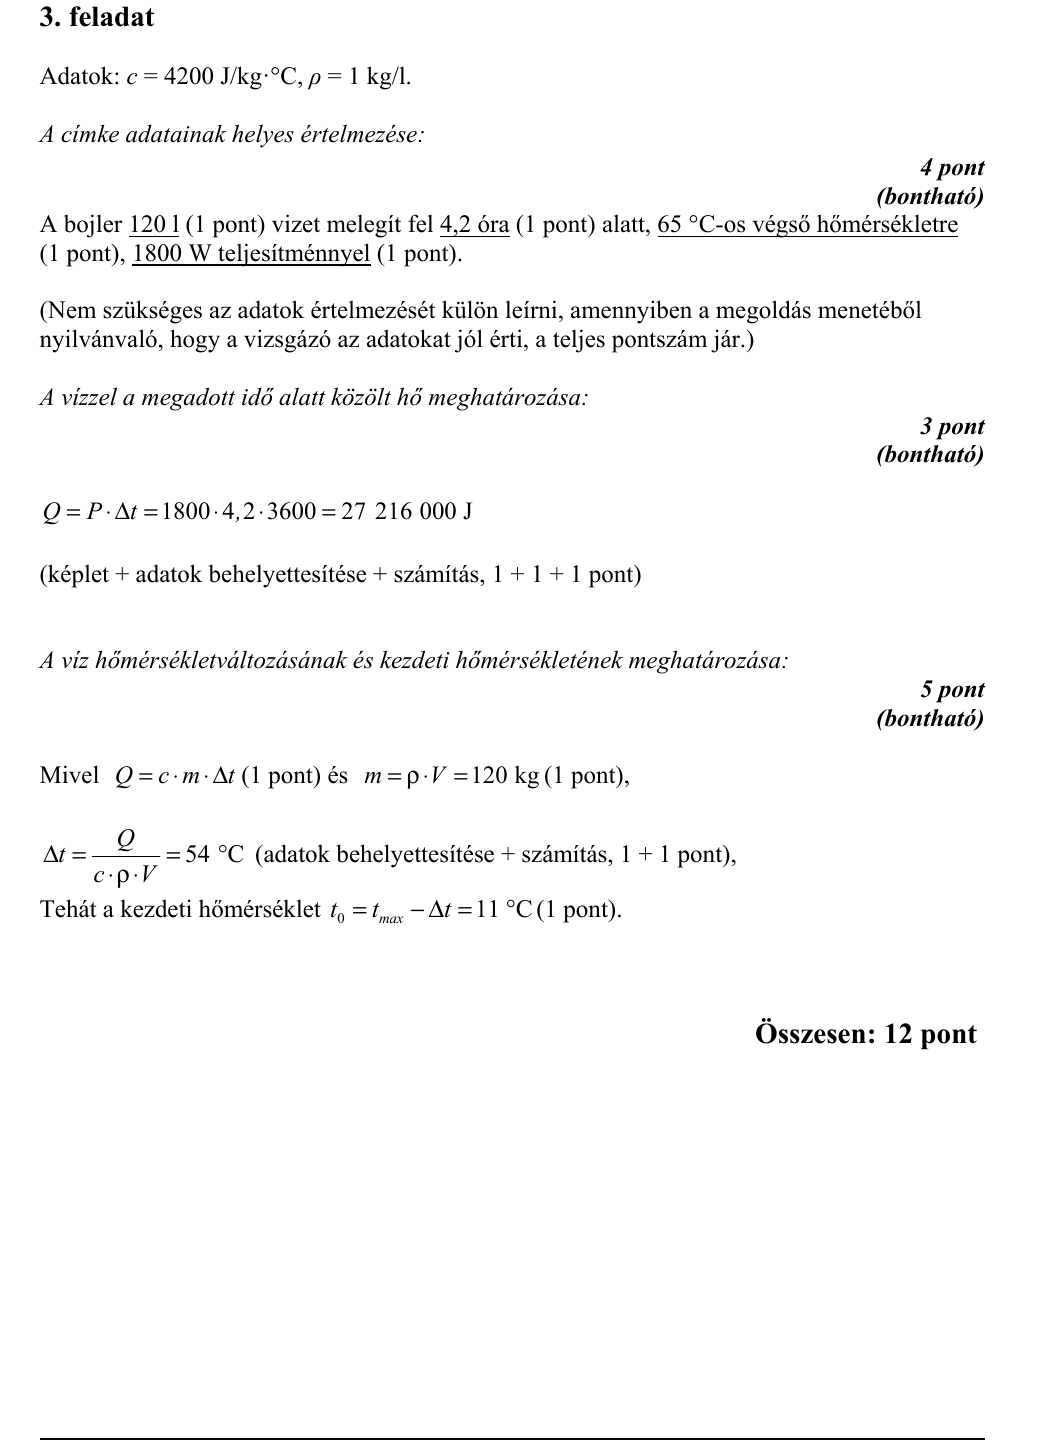 3. feladat
Adatok: c = 4200 J/kg·°C, ρ = 1 kg/l.
A címke adatainak helyes értelmezése:
4 pont
(bontható)
A bojler 120 l (1 pont) vizet melegít fel 4,2 óra (1 pont) alatt, 65 °C-os végső hőmérsékletre
(1 pont), 1800 W teljesítménnyel (1 pont).
(Nem szükséges az adatok értelmezését külön leírni, amennyiben a megoldás menetéből
nyilvánvaló, hogy a vizsgázó az adatokat jól érti, a teljes pontszám jár.)
A vízzel a megadott idő alatt közölt hő meghatározása:
3 pont
(bontható)
Q = P · Δt = 1800 · 4,2 · 3600 = 27 216 000 J
(képlet + adatok behelyettesítése + számítás, 1 + 1 + 1 pont)
A víz hőmérsékletváltozásának és kezdeti hőmérsékletének meghatározása:
5 pont
(bontható)
Mivel Q = c · m · Δt (1 pont) és m = ρ · V = 120 kg (1 pont),
Δt = Q / (c · ρ · V) = 54 °C (adatok behelyettesítése + számítás, 1 + 1 pont),
Tehát a kezdeti hőmérséklet t₀ = tmax − Δt = 11 °C (1 pont).
Összesen: 12 pont